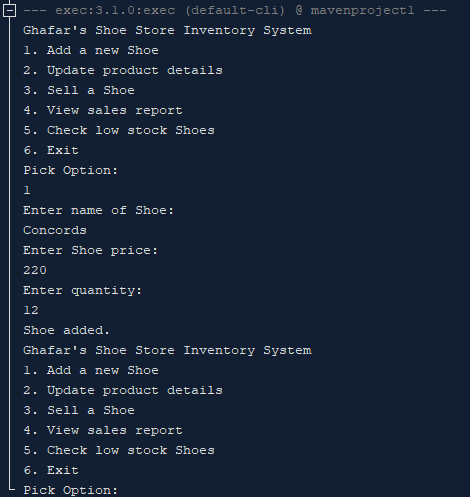 --- exec:3.1.0:exec (default-cli) @ mavenproject1 ---
Ghafar's Shoe Store Inventory System
1. Add a new Shoe
2. Update product details
3. Sell a Shoe
4. View sales report
5. Check low stock Shoes
6. Exit
Pick Option:
1
Enter name of Shoe:
Concords
Enter Shoe price:
220
Enter quantity:
12
Shoe added.
Ghafar's Shoe Store Inventory System
1. Add a new Shoe
2. Update product details
3. Sell a Shoe
4. View sales report
5. Check low stock Shoes
6. Exit
Pick Option: